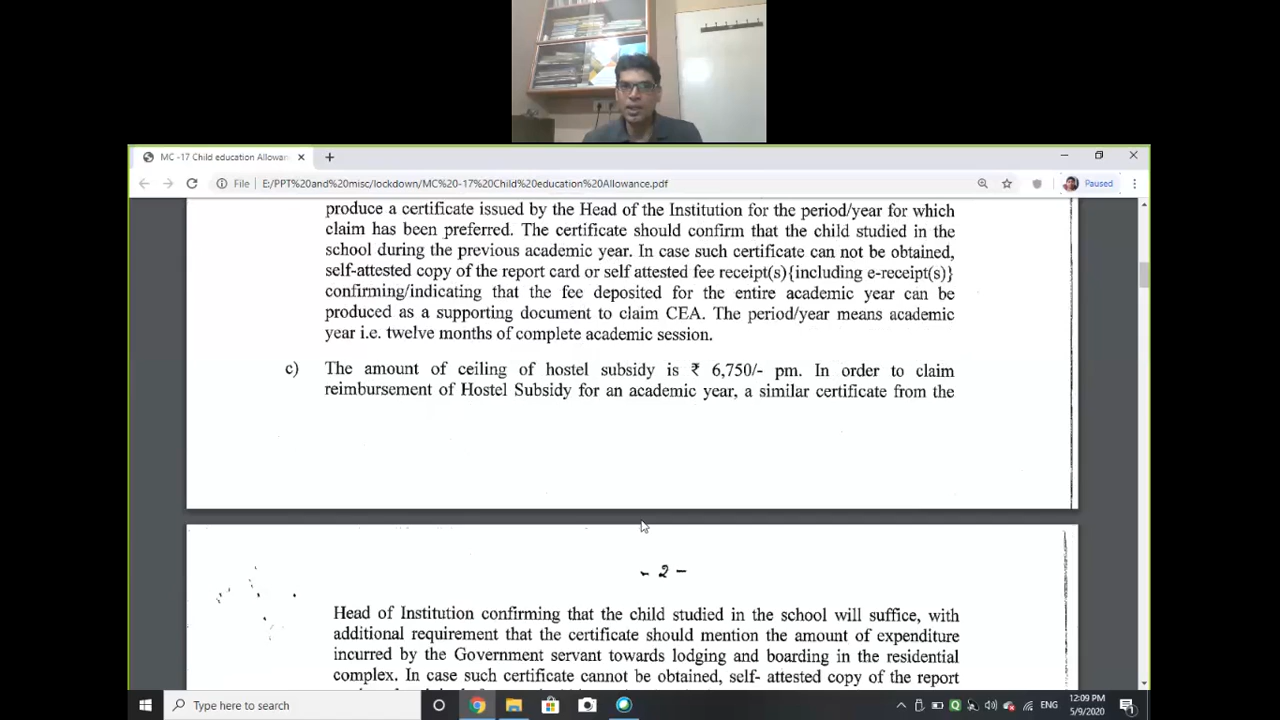 MC -17 Child education Allowan
File
E:/PPT%20and%20misc/lockdown/MC%20-17%20Child%20education%20Allowance.pdf
Paused
produce a certificate issued by the Head of the Institution for the period/year for which
claim has been preferred. The certificate should confirm that the child studied in the
school during the previous academic year. In case such certificate can not be obtained,
self-attested copy of the report card or self attested fee receipt(s){including e-receipt(s)}
confirming/indicating that the fee deposited for the entire academic year can be
produced as a supporting document to claim CEA. The period/year means academic
year i.e. twelve months of complete academic session.
c) The amount of ceiling of hostel subsidy is ₹ 6,750/- pm. In order to claim
reimbursement of Hostel Subsidy for an academic year, a similar certificate from the
- 2 -
Head of Institution confirming that the child studied in the school will suffice, with
additional requirement that the certificate should mention the amount of expenditure
incurred by the Government servant towards lodging and boarding in the residential
complex. In case such certificate cannot be obtained, self- attested copy of the report
Type here to search
ENG
12:09 PM
5/9/2020